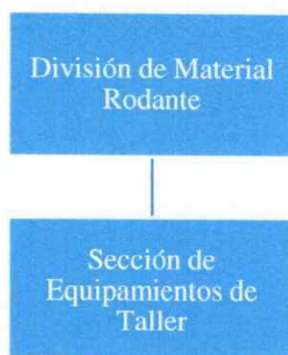 División de Material
Rodante
Sección de
Equipamientos de
Taller